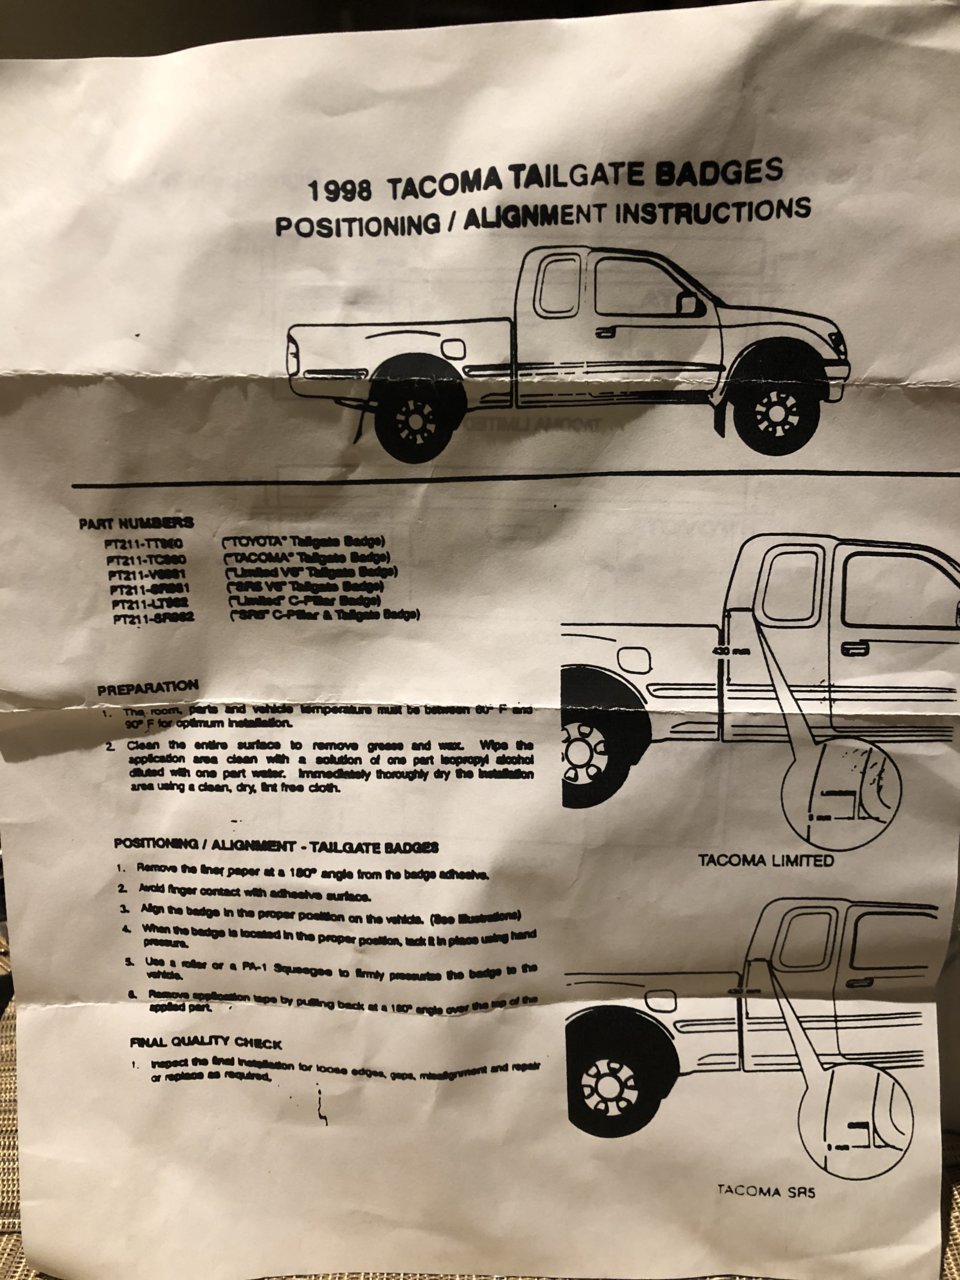 1998 TACOMA TAILGATE BADGES
POSITIONING / ALIGNMENT INSTRUCTIONS
PART NUMBERS
("TOYOTA" Tailgate Badge)
("TACOMA" Tailgate Badge)
("Limited V6" Tailgate Badge)
("SR5 V6" Tailgate Badge)
("Limited" C-Pillar Badge)
("SR5" C-Pillar & Tailgate Badge)
430 mm
PREPARATION
1. The room, parts and vehicle temperature must be between 60° F and
90° F for optimum installation.
2. Clean the entire surface to remove grease and wax. Wipe the
application area clean with a solution of one part isopropyl alcohol
diluted with one part water. Immediately thoroughly dry the installation
area using a clean, dry, lint free cloth.
mm
TACOMA LIMITED
POSITIONING / ALIGNMENT - TAILGATE BADGES
1. Remove the liner paper at a 180° angle from the badge adhesive.
2. Avoid finger contact with adhesive surface.
3. Align the badge in the proper position on the vehicle. (See illustrations)
4. When the badge is located in the proper position, tack it in place using hand
pressure.
5. Use a roller or a PA-1 Squeegee to firmly pressurize the badge to the
vehicle.
6. Remove application tape by pulling back at a 180° angle over the top of the
applied part.
FINAL QUALITY CHECK
1. Inspect the final installation for loose edges, gaps, misalignment and repair
or replace as required.
mm
TACOMA SR5